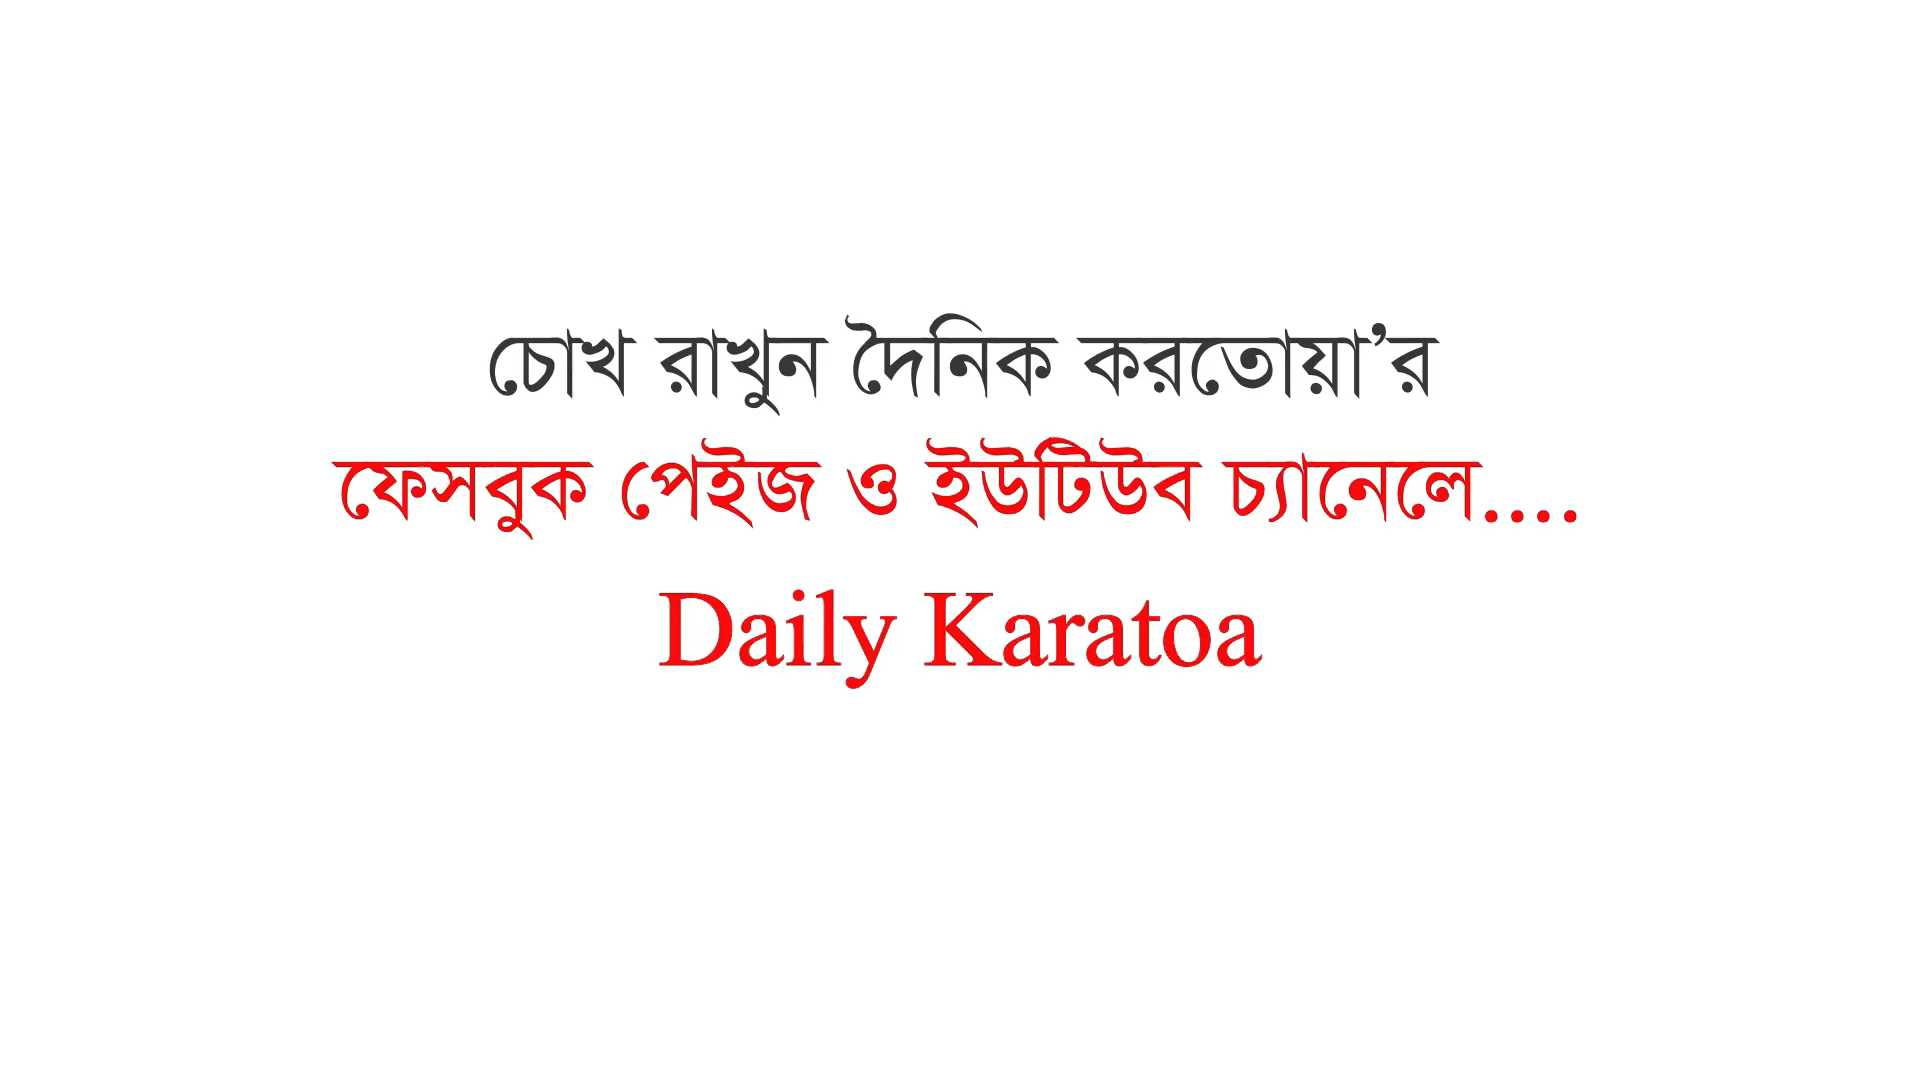 চোখ রাখুন দৈনিক করতোয়া’র
ফেসবুক পেইজ ও ইউটিউব চ্যানেলে....
Daily Karatoa